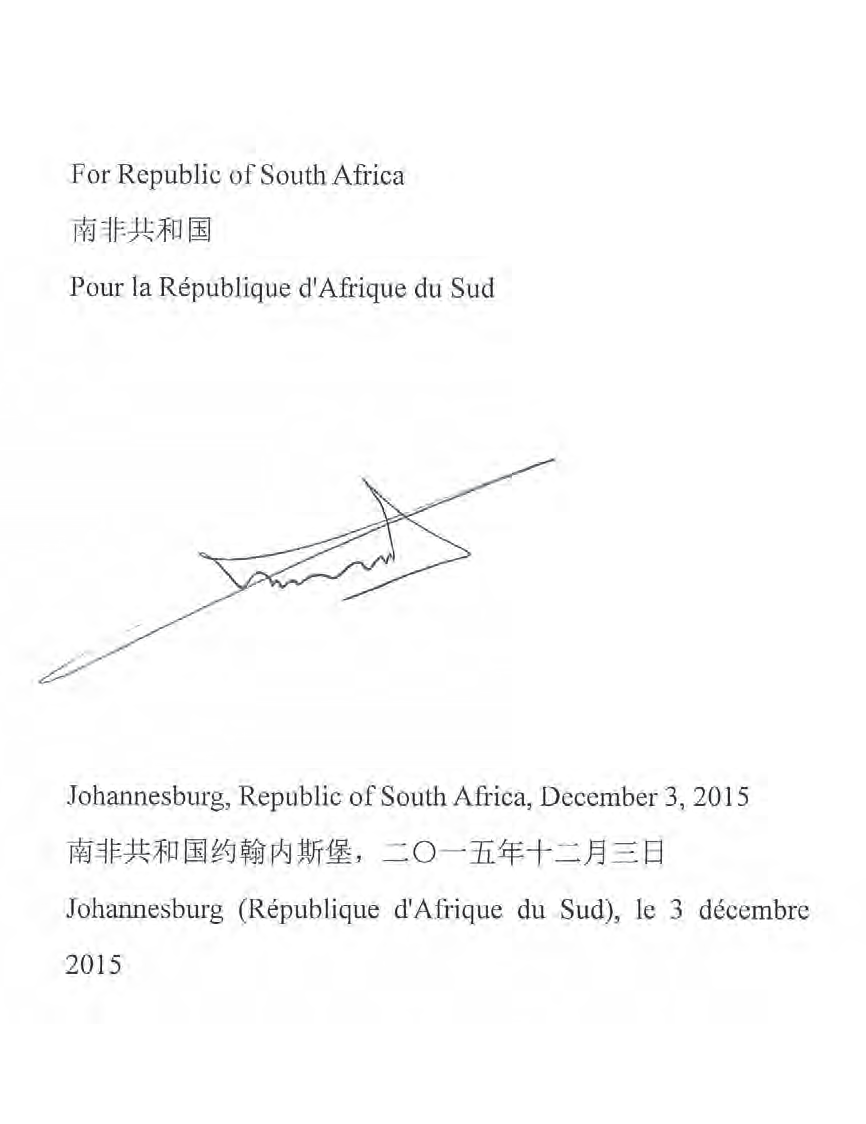 For Republic of South Africa
南非共和国
Pour la République d'Afrique du Sud
Johannesburg, Republic of South Africa, December 3, 2015
南非共和国约翰内斯堡，二〇一五年十二月三日
Johannesburg (République d'Afrique du Sud), le 3 décembre
2015